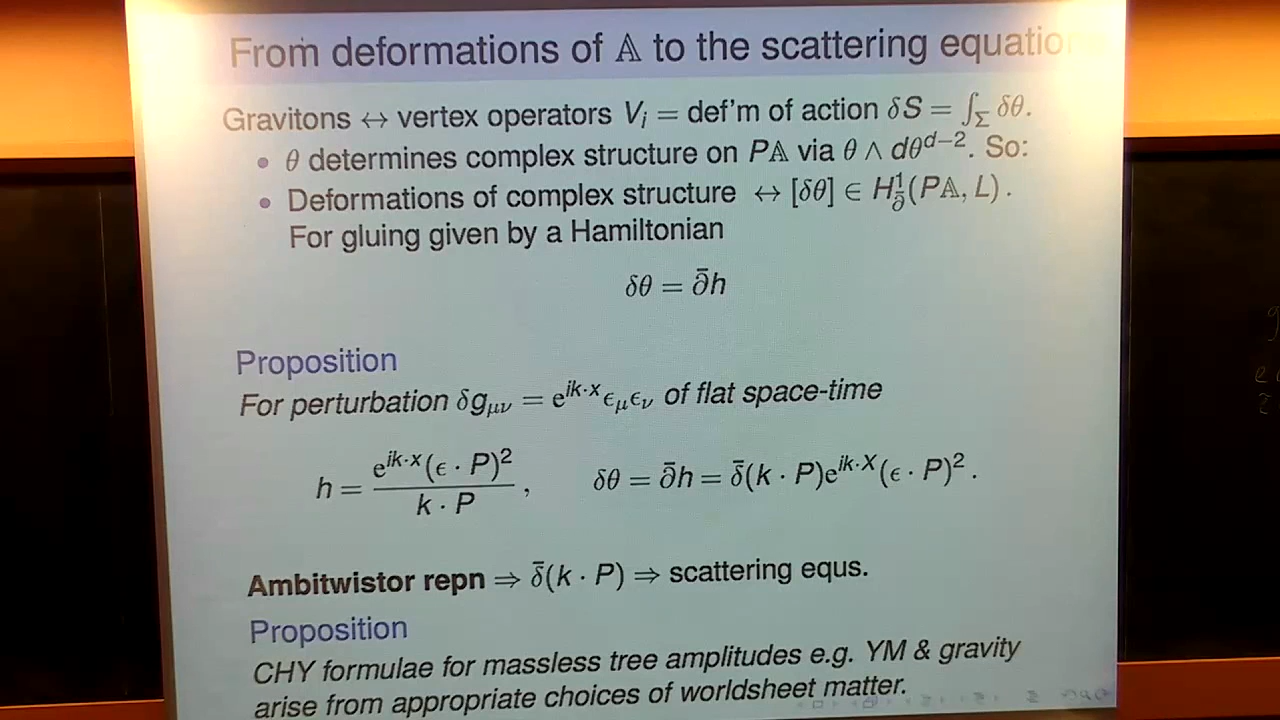 From deformations of 𝔸 to the scattering equatio
Gravitons ↔ vertex operators Vᵢ = def'm of action δS = ∫_Σ δθ.
• θ determines complex structure on P𝔸 via θ ∧ dθ^{d−2}. So:
• Deformations of complex structure ↔ [δθ] ∈ H^1_{∂̄}(P𝔸, L).
For gluing given by a Hamiltonian
δθ = ∂̄h
Proposition
For perturbation δg_{μν} = e^{ik·x}ε_με_ν of flat space-time
h = e^{ik·x}(ε · P)^2 / k · P , δθ = ∂̄h = δ̄(k · P)e^{ik·X}(ε · P)^2 .
Ambitwistor repn ⇒ δ̄(k · P) ⇒ scattering equs.
Proposition
CHY formulae for massless tree amplitudes e.g. YM & gravity
arise from appropriate choices of worldsheet matter.